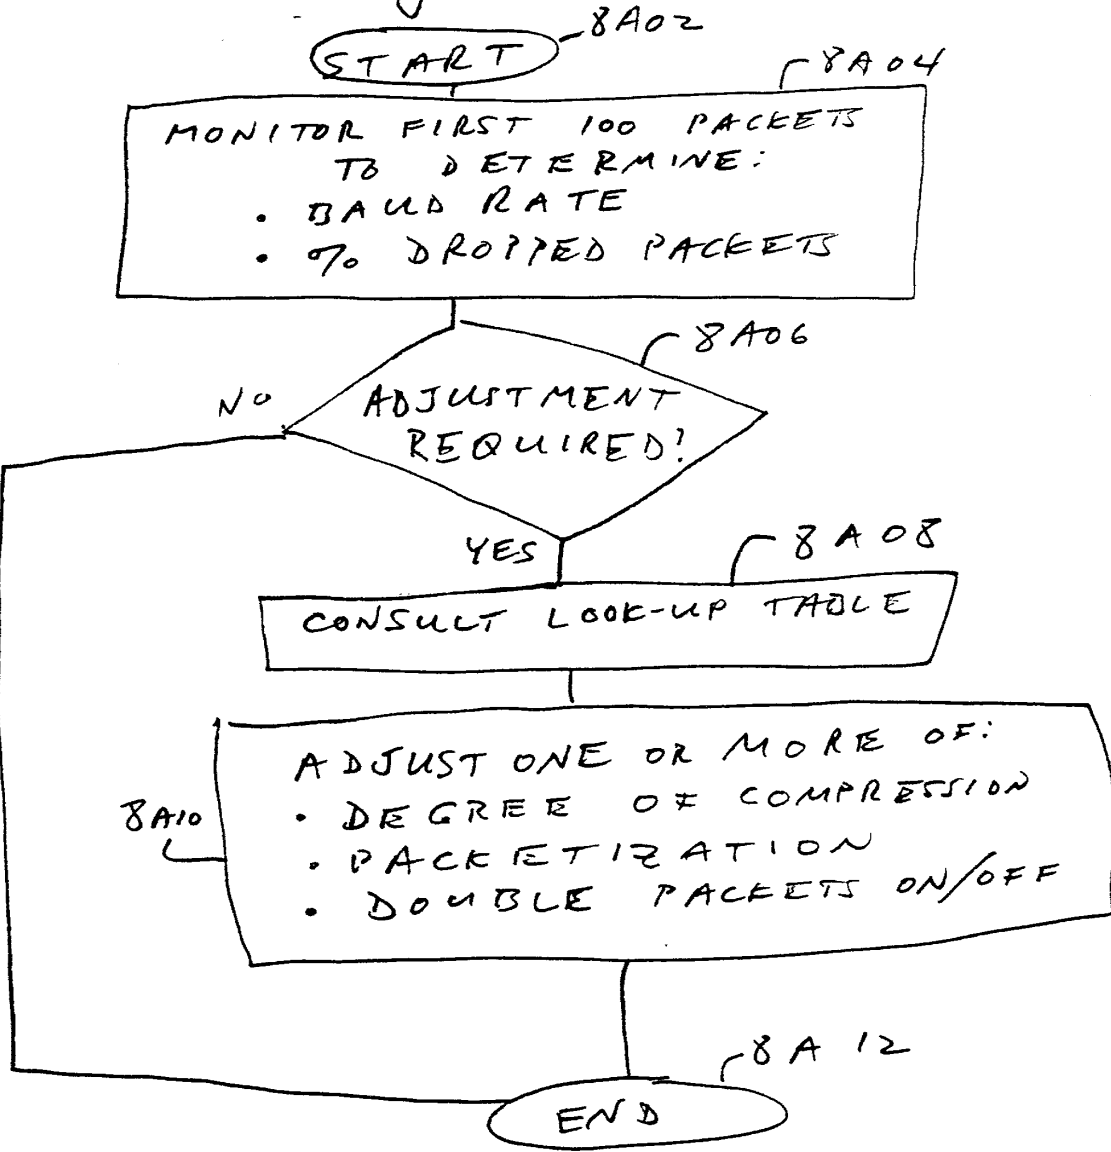 8A02
START
8A04
MONITOR FIRST 100 PACKETS
TO DETERMINE:
• BAUD RATE
• % DROPPED PACKETS
8A06
NO
ADJUSTMENT
REQUIRED?
YES
8A08
CONSULT LOOK-UP TABLE
ADJUST ONE OR MORE OF:
8A10
• DEGREE OF COMPRESSION
• PACKETIZATION
• DOUBLE PACKETS ON/OFF
8A12
END